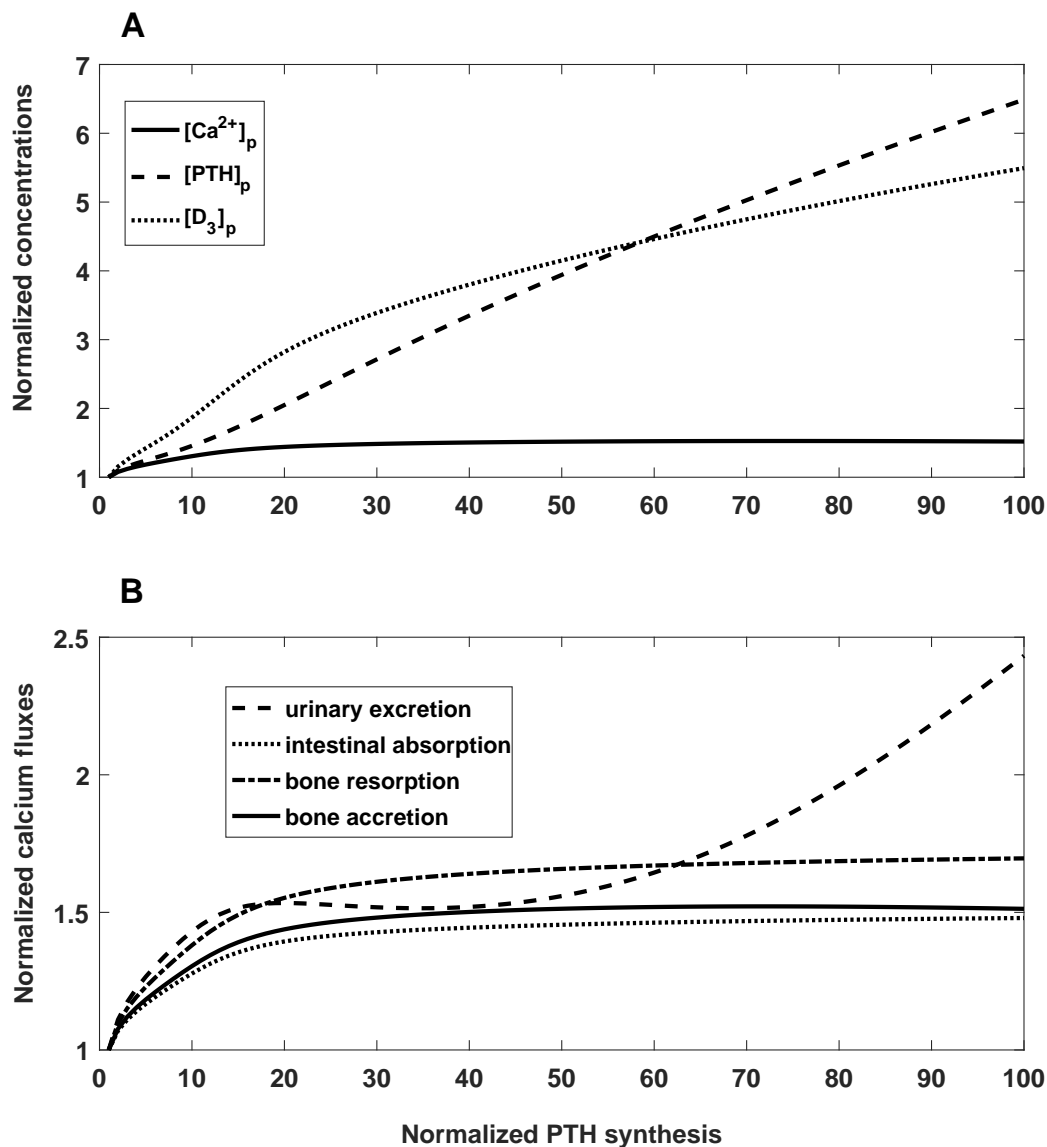 A
Normalized concentrations
7
6
5
4
3
2
1
[Ca2+]p
[PTH]p
[D3]p
0 10 20 30 40 50 60 70 80 90 100
B
Normalized calcium fluxes
2.5
2
1.5
1
urinary excretion
intestinal absorption
bone resorption
bone accretion
0 10 20 30 40 50 60 70 80 90 100
Normalized PTH synthesis